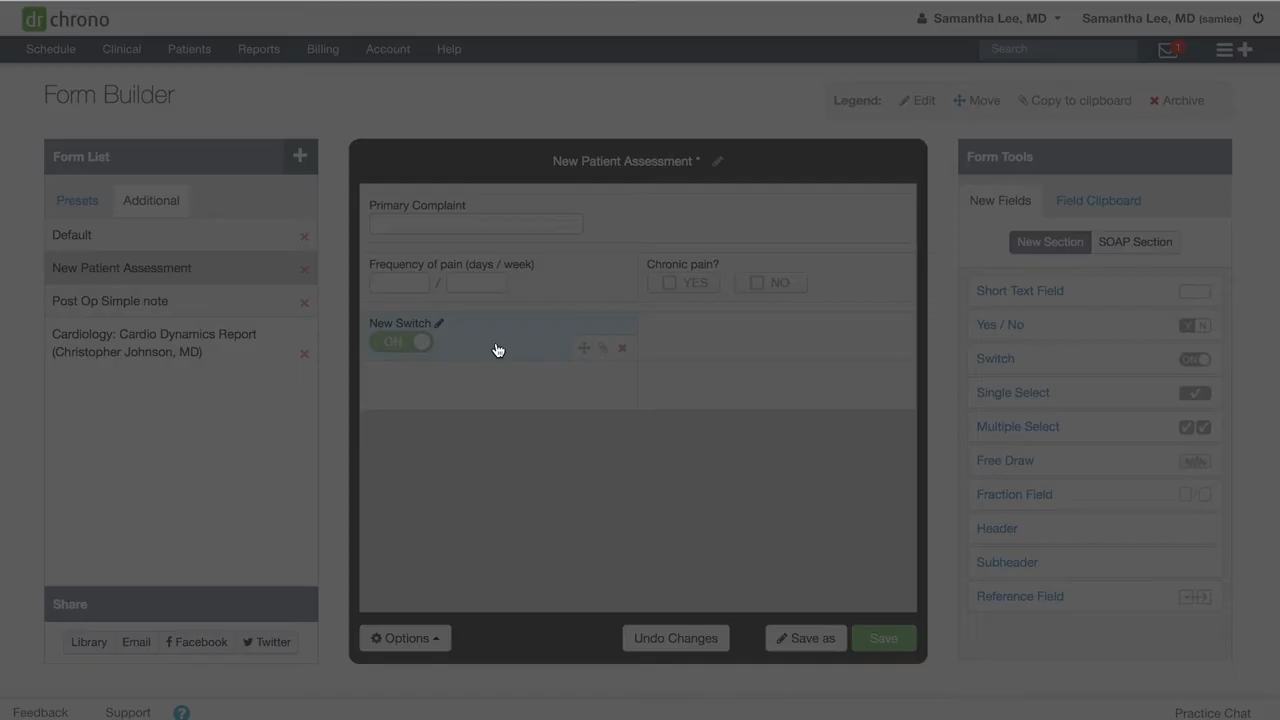 dr chrono
Samantha Lee, MD
Samantha Lee, MD (samlee)
Schedule Clinical Patients Reports Billing Account Help
Search
1
Form Builder
Legend: Edit Move Copy to clipboard Archive
Form List
Presets Additional
Default
New Patient Assessment
Post Op Simple note
Cardiology: Cardio Dynamics Report
(Christopher Johnson, MD)
Share
Library Email Facebook Twitter
New Patient Assessment *
Primary Complaint
Frequency of pain (days / week)
/
Chronic pain?
YES NO
New Switch
ON
Options
Undo Changes
Save as
Save
Form Tools
New Fields Field Clipboard
New Section SOAP Section
Short Text Field
Yes / No Y N
Switch ON
Single Select
Multiple Select
Free Draw
Fraction Field /
Header
Subheader
Reference Field
Feedback Support ?
Practice Chat